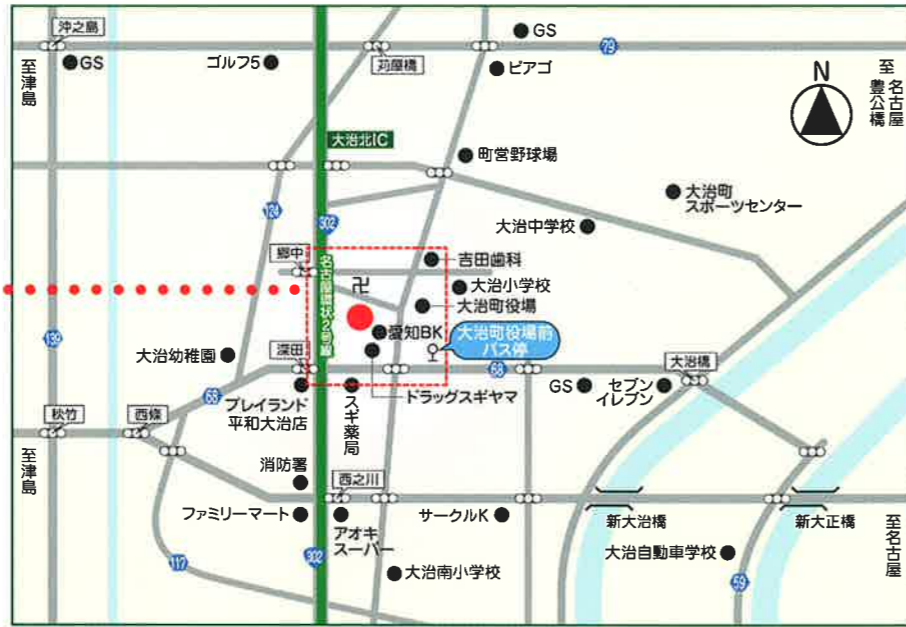 沖之島
GS
79
ゴルフ5
苅屋橋
GS
ピアゴ
至津島
至名古屋
豊公橋
N
大治北IC
町営野球場
大治町
スポーツセンター
124
302
大治中学校
郷中
名古屋環状2号線
卍
吉田歯科
大治小学校
大治町役場
愛知BK
大治町役場前
バス停
139
大治幼稚園
深田
68
大治橋
68
プレイランド
平和大治店
スギ薬局
ドラッグスギヤマ
GS
セブン
イレブン
秋竹
西條
至津島
消防署
西之川
ファミリーマート
アオキ
スーパー
サークルK
新大治橋
新大正橋
至名古屋
117
302
大治南小学校
大治自動車学校
59